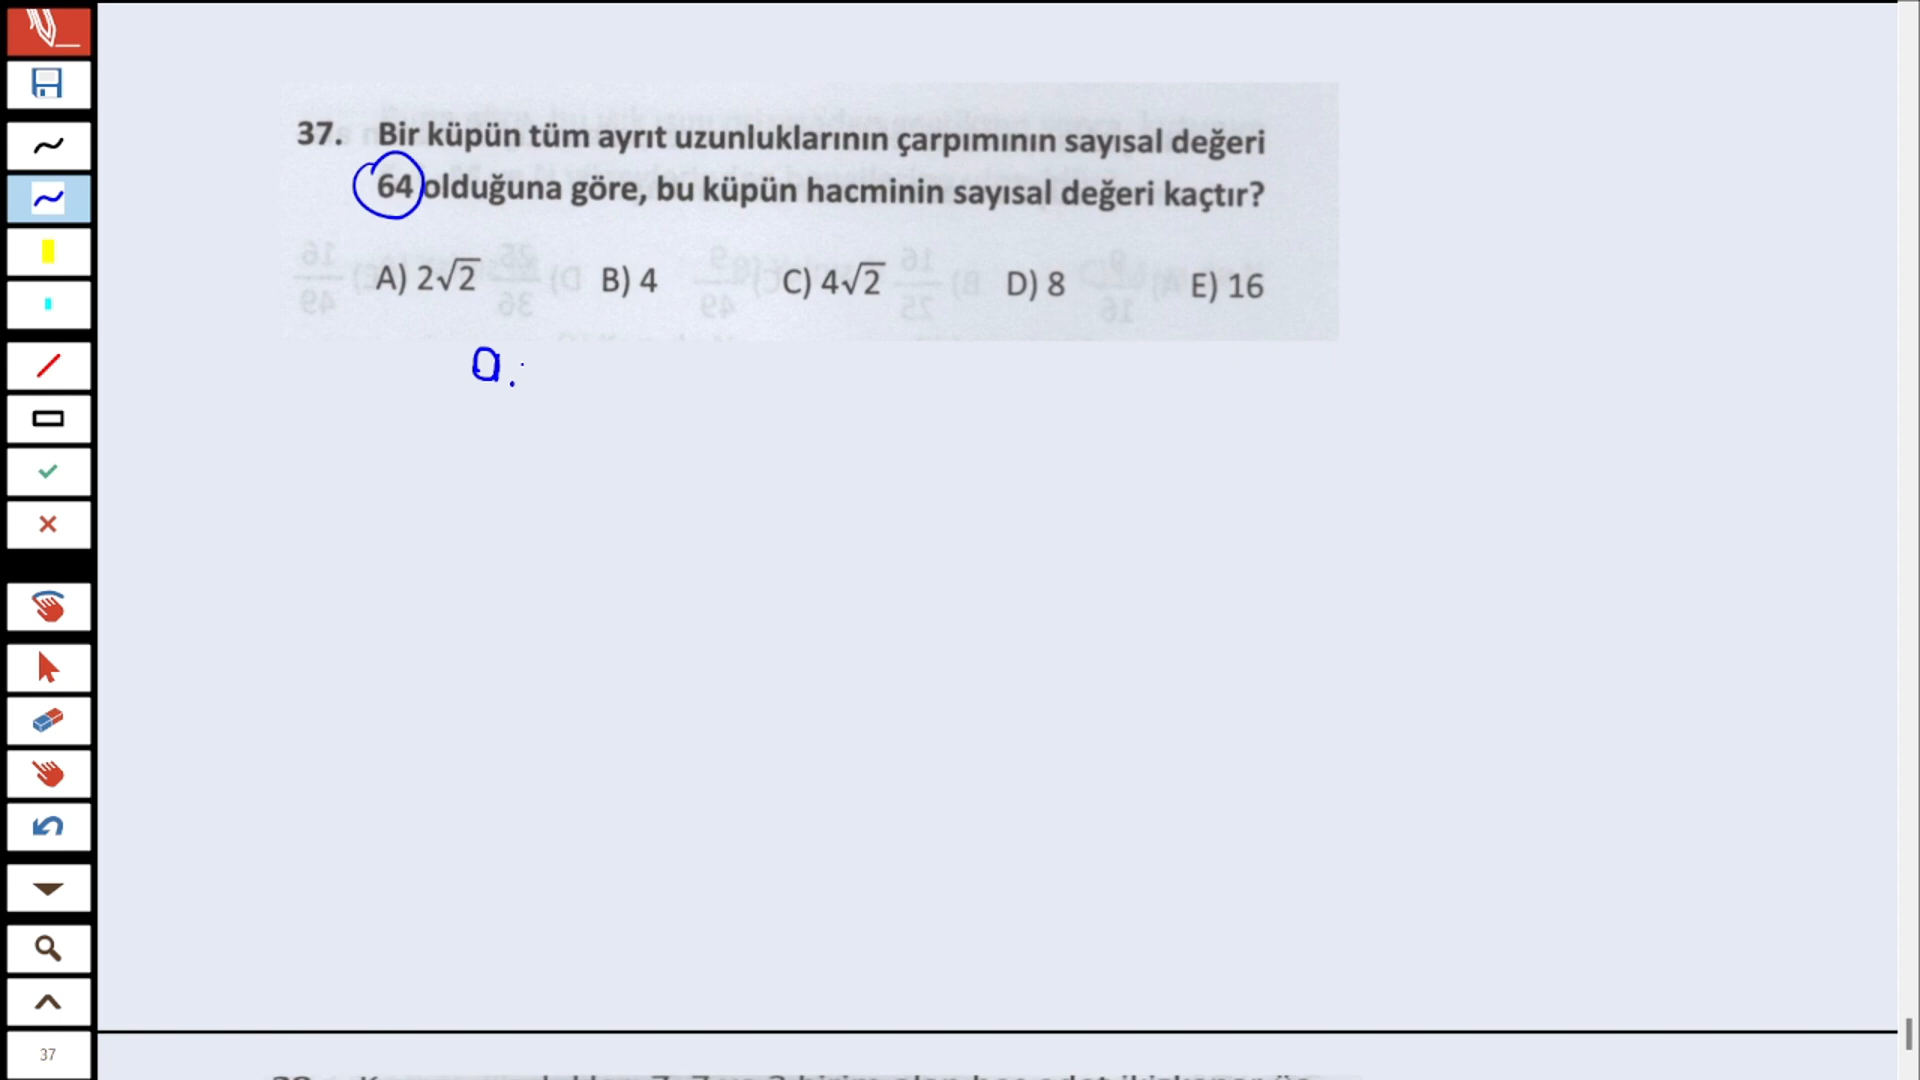 37. Bir küpün tüm ayrıt uzunluklarının çarpımının sayısal değeri
64 olduğuna göre, bu küpün hacminin sayısal değeri kaçtır?
A) 2√2 B) 4 C) 4√2 D) 8 E) 16
a.
37